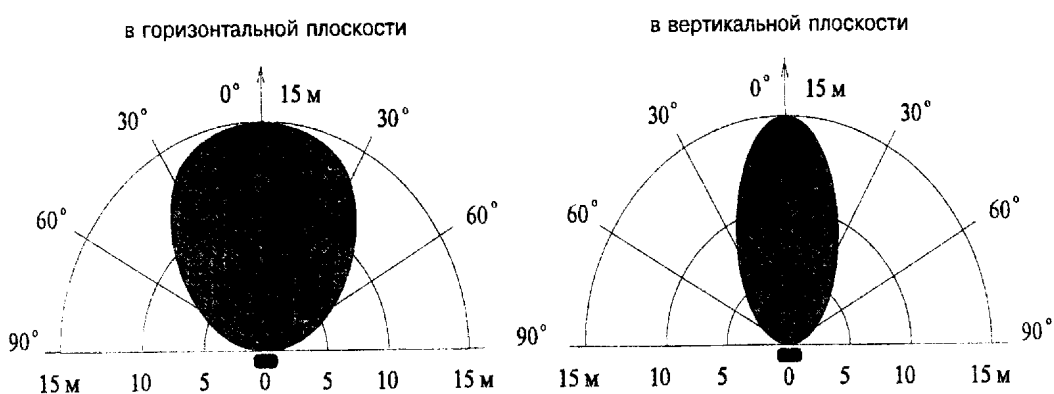 в горизонтальной плоскости
0° 15 м
30° 30°
60° 60°
90°
15 м 10 5 0 5 10 15 м
в вертикальной плоскости
0° 15 м
30° 30°
60° 60°
90° 90°
15 м 10 5 0 5 10 15 м